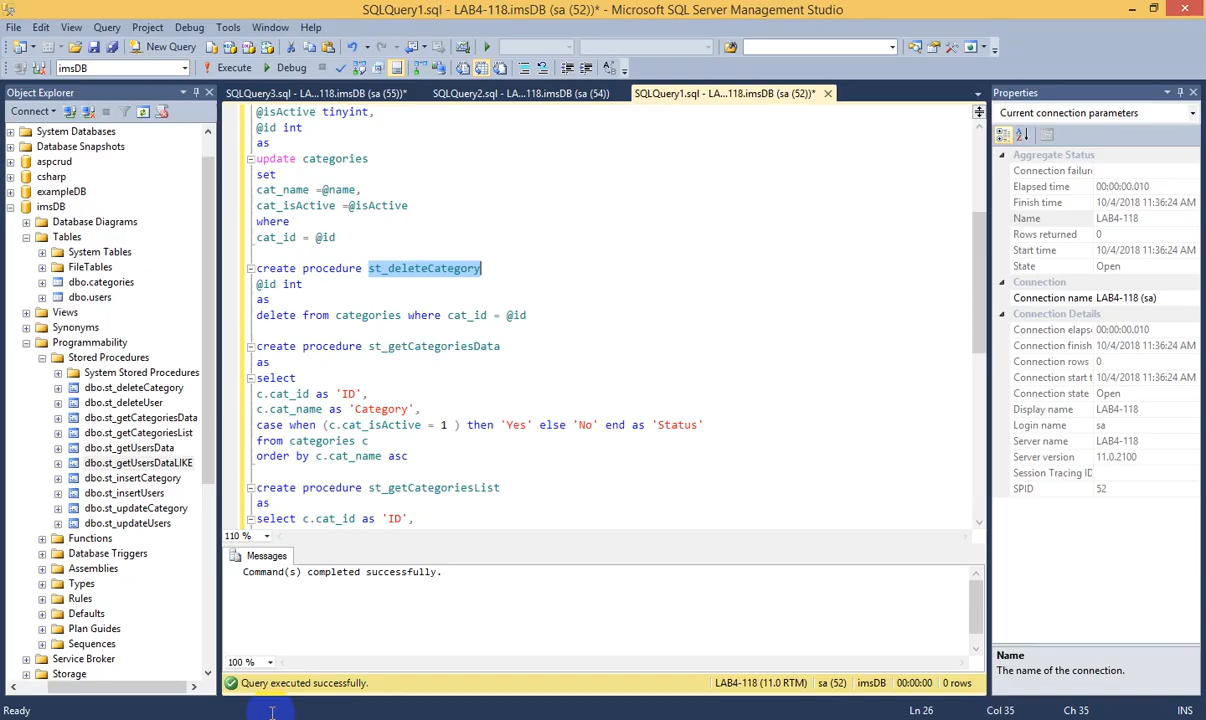 SQLQuery1.sql - LAB4-118.imsDB (sa (52))* - Microsoft SQL Server Management Studio
File Edit View Query Project Debug Tools Window Help
New Query
imsDB Execute Debug
Object Explorer
Connect
System Databases
Database Snapshots
aspcrud
csharp
exampleDB
imsDB
Database Diagrams
Tables
System Tables
FileTables
dbo.categories
dbo.users
Views
Synonyms
Programmability
Stored Procedures
System Stored Procedures
dbo.st_deleteCategory
dbo.st_deleteUser
dbo.st_getCategoriesData
dbo.st_getCategoriesList
dbo.st_getUsersData
dbo.st_getUsersDataLIKE
dbo.st_insertCategory
dbo.st_insertUsers
dbo.st_updateCategory
dbo.st_updateUsers
Functions
Database Triggers
Assemblies
Types
Rules
Defaults
Plan Guides
Sequences
Service Broker
Storage
SQLQuery3.sql - LA...118.imsDB (sa (55))* SQLQuery2.sql - LA...118.imsDB (sa (54)) SQLQuery1.sql - LA...118.imsDB (sa (52))*
@isActive tinyint,
@id int
as
update categories
set
cat_name =@name,
cat_isActive =@isActive
where
cat_id = @id
create procedure st_deleteCategory
@id int
as
delete from categories where cat_id = @id
create procedure st_getCategoriesData
as
select
c.cat_id as 'ID',
c.cat_name as 'Category',
case when (c.cat_isActive = 1 ) then 'Yes' else 'No' end as 'Status'
from categories c
order by c.cat_name asc
create procedure st_getCategoriesList
as
select c.cat_id as 'ID',
110 %
Messages
Command(s) completed successfully.
100 %
Query executed successfully. LAB4-118 (11.0 RTM) sa (52) imsDB 00:00:00 0 rows
Properties
Current connection parameters
Aggregate Status
Connection failure
Elapsed time 00:00:00.010
Finish time 10/4/2018 11:36:24 AM
Name LAB4-118
Rows returned 0
Start time 10/4/2018 11:36:24 AM
State Open
Connection
Connection name LAB4-118 (sa)
Connection Details
Connection elaps 00:00:00.010
Connection finish 10/4/2018 11:36:24 AM
Connection rows 0
Connection start t 10/4/2018 11:36:24 AM
Connection state Open
Display name LAB4-118
Login name sa
Server name LAB4-118
Server version 11.0.2100
Session Tracing ID
SPID 52
Name
The name of the connection.
Ready Ln 26 Col 35 Ch 35 INS